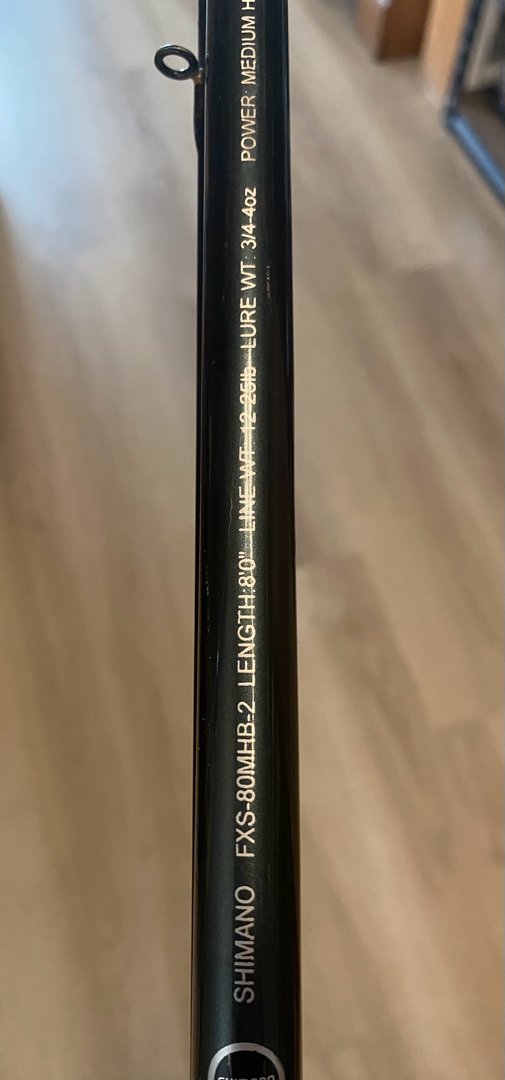 SHIMANO FXS-80MHB-2 LENGTH:8'0" LINE WT: 12-25lb LURE WT: 3/4-4oz POWER: MEDIUM H